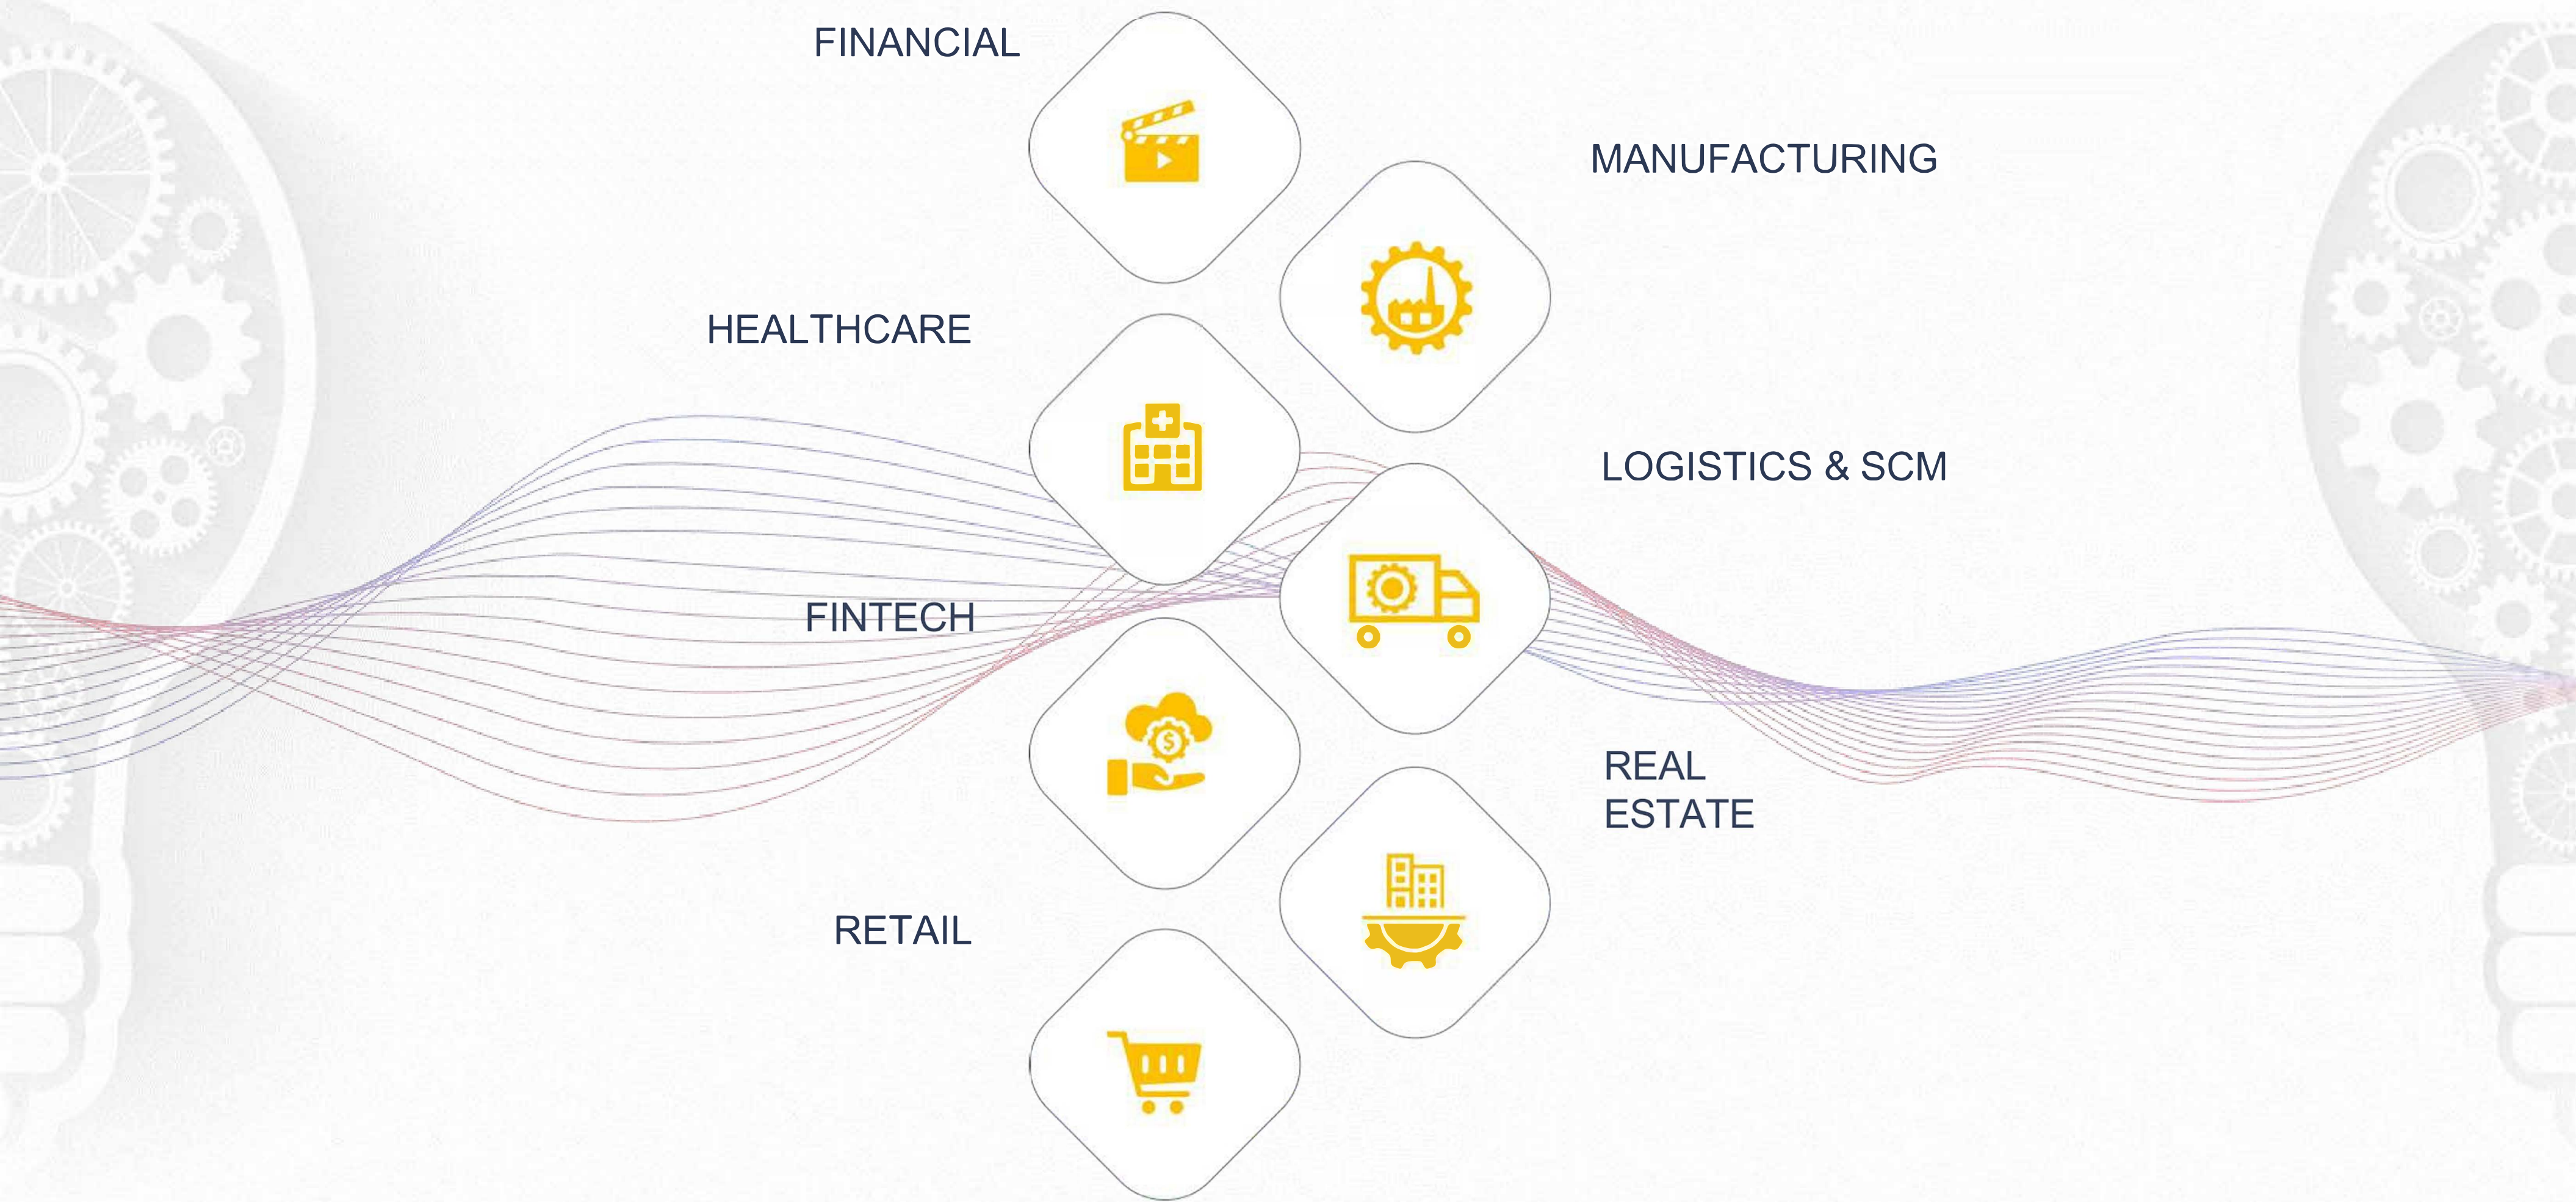 FINANCIAL
MANUFACTURING
HEALTHCARE
LOGISTICS & SCM
FINTECH
REAL
ESTATE
RETAIL